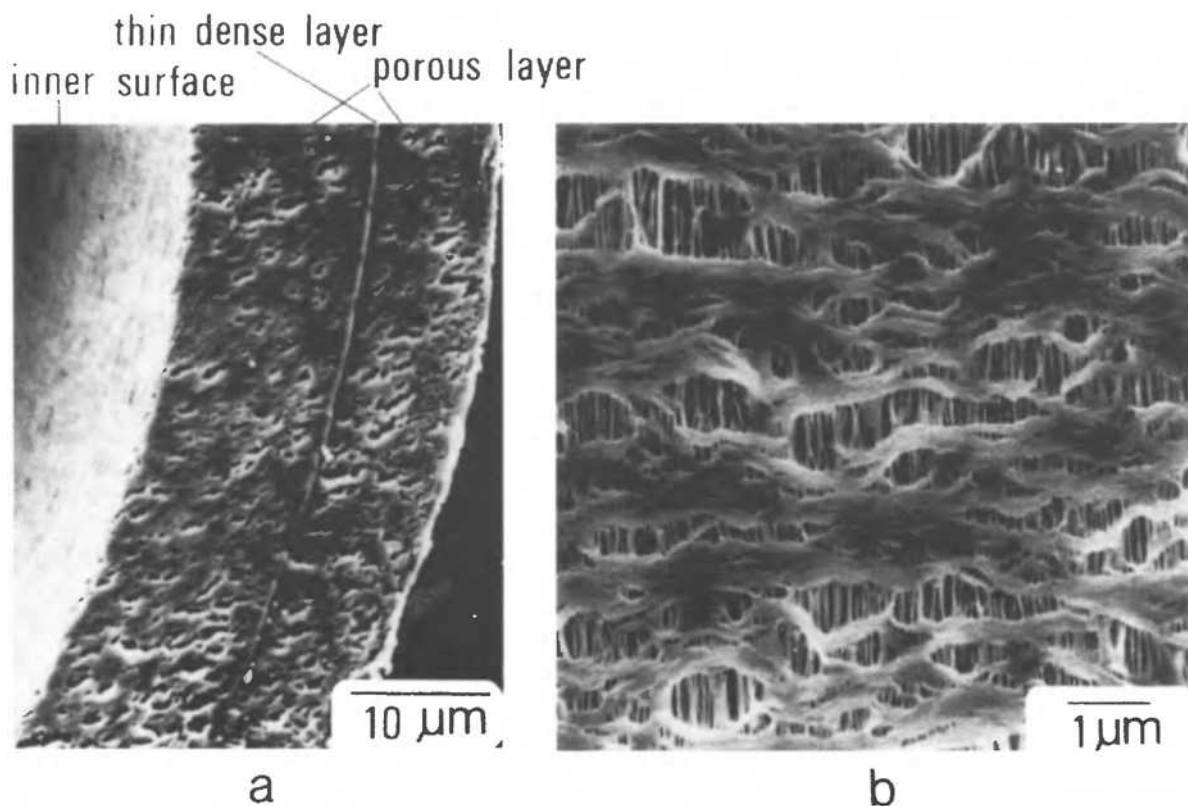 thin dense layer
inner surface porous layer
10 μm
1 μm
a b